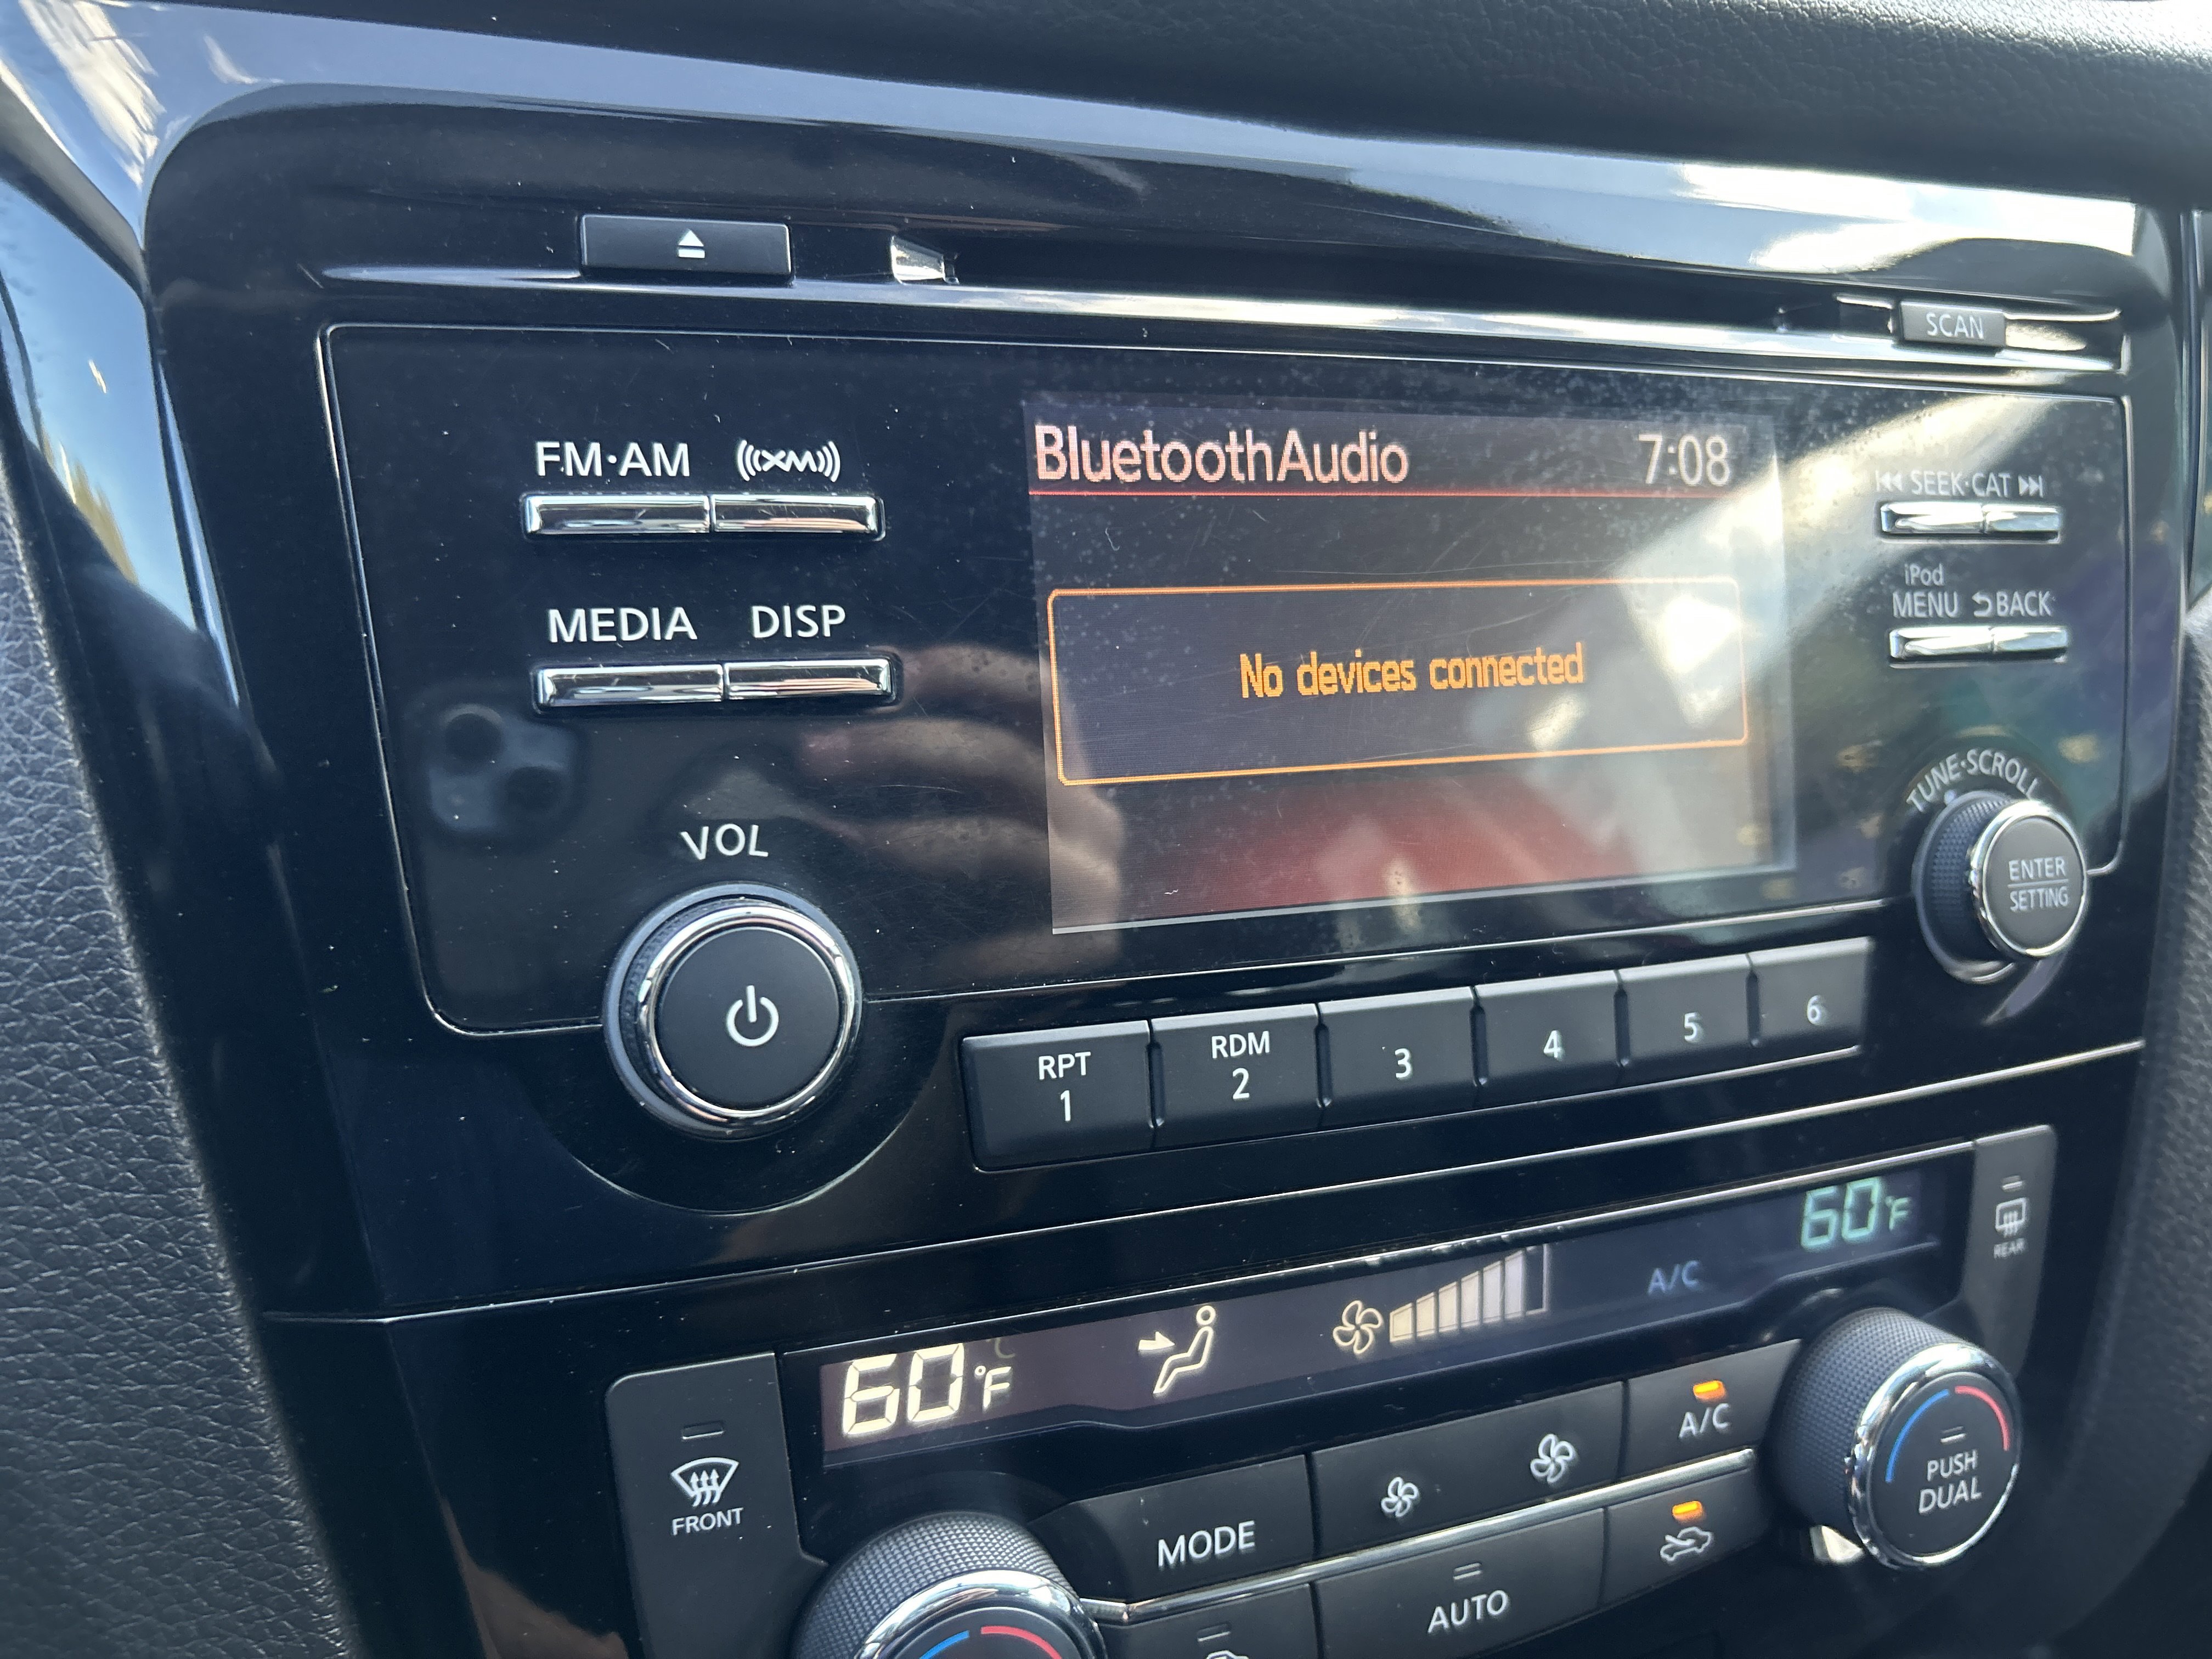 SCAN
FM·AM XM
BluetoothAudio 7:08
SEEK·CAT
iPod
MENU BACK
MEDIA DISP
No devices connected
TUNE·SCROLL
VOL
ENTER
SETTING
RPT
1
RDM
2
3
4
5
6
60°F
A/C
60°F
REAR
FRONT
A/C
MODE
PUSH
DUAL
AUTO